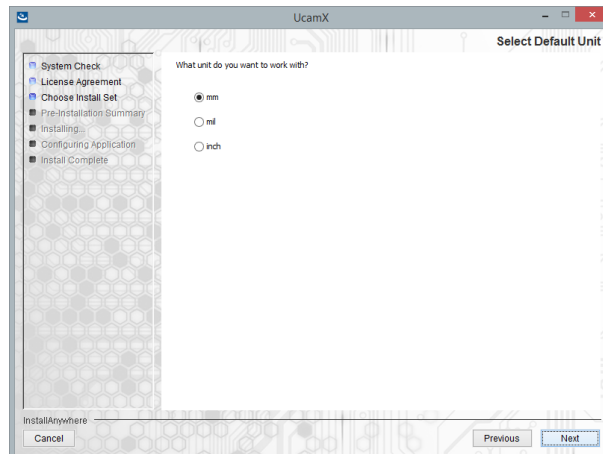 UcamX
Select Default Unit
System Check
License Agreement
Choose Install Set
Pre-Installation Summary
Installing...
Configuring Application
Install Complete
What unit do you want to work with?
mm
mil
inch
InstallAnywhere
Cancel
Previous
Next